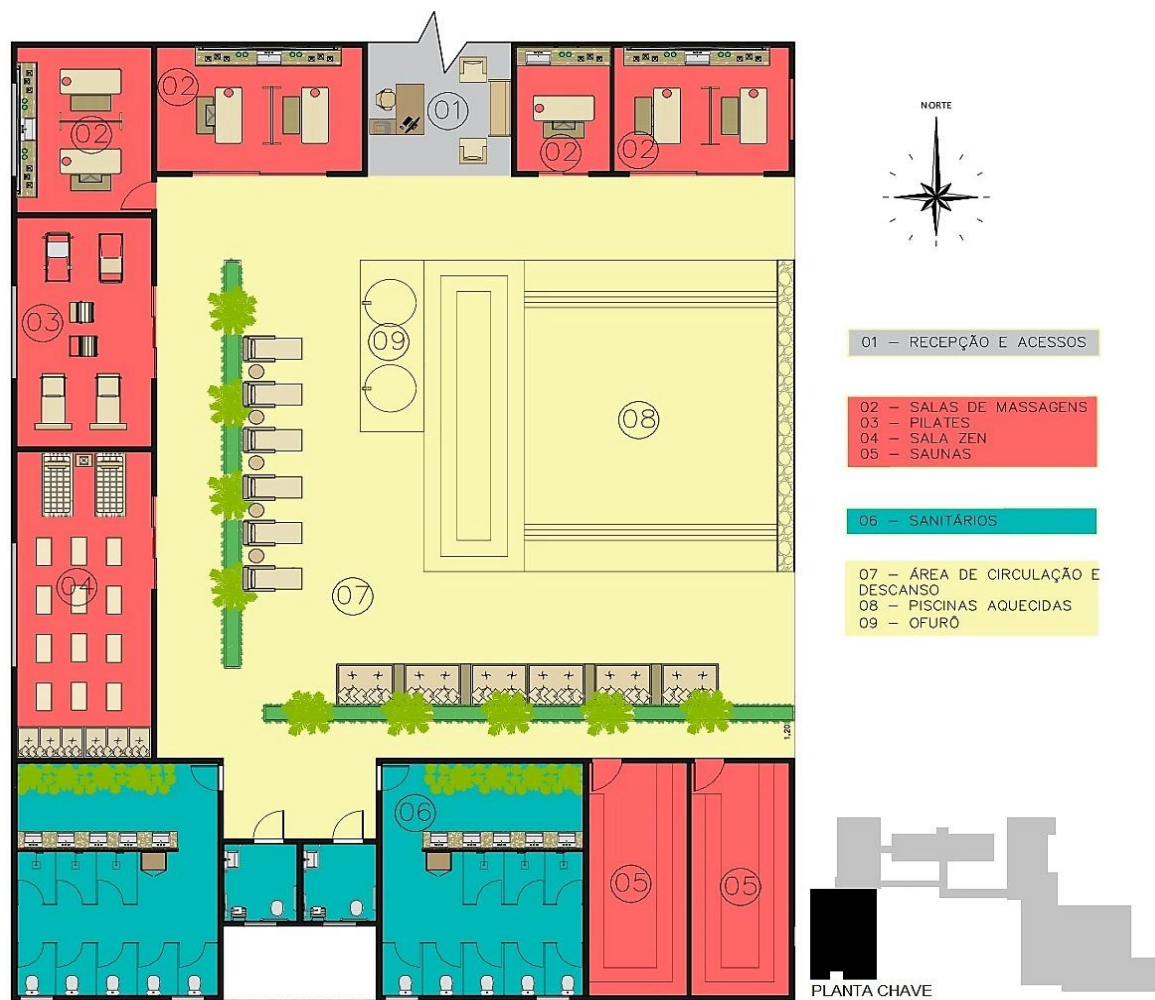 02
01
02
02
02
NORTE
03
09
08
04
07
1,20
06
05
05
01 – RECEPÇÃO E ACESSOS
02 – SALAS DE MASSAGENS
03 – PILATES
04 – SALA ZEN
05 – SAUNAS
06 – SANITÁRIOS
07 – ÁREA DE CIRCULAÇÃO E
DESCANSO
08 – PISCINAS AQUECIDAS
09 – OFURÔ
PLANTA CHAVE